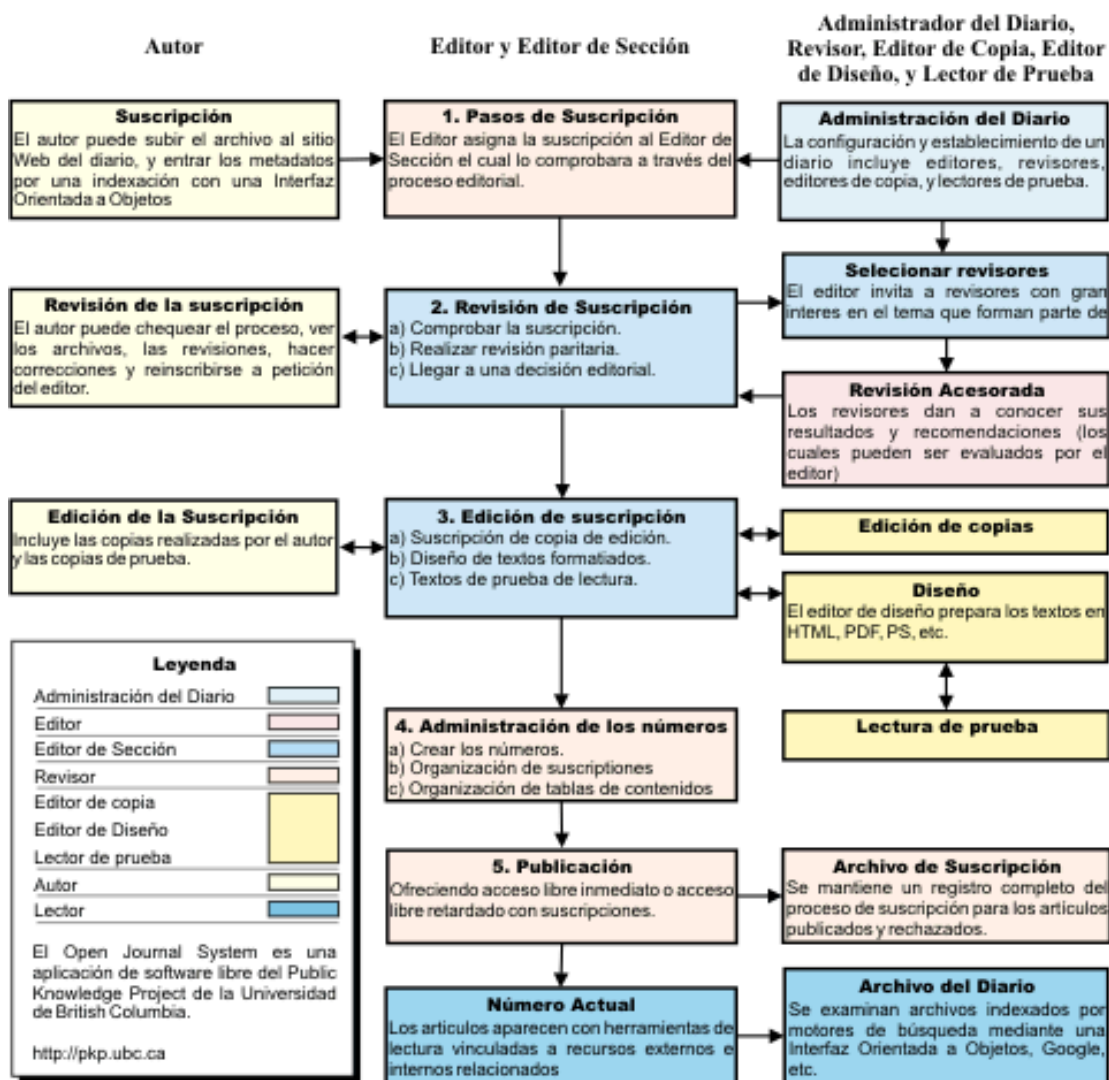 Autor
Editor y Editor de Sección
Administrador del Diario,
Revisor, Editor de Copia, Editor
de Diseño, y Lector de Prueba
Suscripción
El autor puede subir el archivo al sitio
Web del diario, y entrar los metadatos
por una indexación con una Interfaz
Orientada a Objetos
1. Pasos de Suscripción
El Editor asigna la suscripción al Editor de
Sección el cual lo comprobara a través del
proceso editorial.
Administración del Diario
La configuración y establecimiento de un
diario incluye editores, revisores,
editores de copia, y lectores de prueba.
Revisión de la suscripción
El autor puede chequear el proceso, ver
los archivos, las revisiones, hacer
correcciones y reinscribirse a petición
del editor.
2. Revisión de Suscripción
a) Comprobar la suscripción.
b) Realizar revisión paritaria.
c) Llegar a una decisión editorial.
Selecionar revisores
El editor invita a revisores con gran
interes en el tema que forman parte de
Revisión Acesorada
Los revisores dan a conocer sus
resultados y recomendaciones (los
cuales pueden ser evaluados por el
editor)
Edición de la Suscripción
Incluye las copias realizadas por el autor
y las copias de prueba.
3. Edición de suscripción
a) Suscripción de copia de edición.
b) Diseño de textos formatiados.
c) Textos de prueba de lectura.
Edición de copias
Diseño
El editor de diseño prepara los textos en
HTML, PDF, PS, etc.
Lectura de prueba
Leyenda
Administración del Diario
Editor
Editor de Sección
Revisor
Editor de copia
Editor de Diseño
Lector de prueba
Autor
Lector
El Open Journal System es una
aplicación de software libre del Public
Knowledge Project de la Universidad
de British Columbia.
http://pkp.ubc.ca
4. Administración de los números
a) Crear los números.
b) Organización de suscriptiones
c) Organización de tablas de contenidos
5. Publicación
Ofreciendo acceso libre inmediato o acceso
libre retardado con suscripciones.
Archivo de Suscripción
Se mantiene un registro completo del
proceso de suscripción para los artículos
publicados y rechazados.
Número Actual
Los articulos aparecen con herramientas de
lectura vinculadas a recursos externos e
internos relacionados
Archivo del Diario
Se examinan archivos indexados por
motores de búsqueda mediante una
Interfaz Orientada a Objetos, Google,
etc.